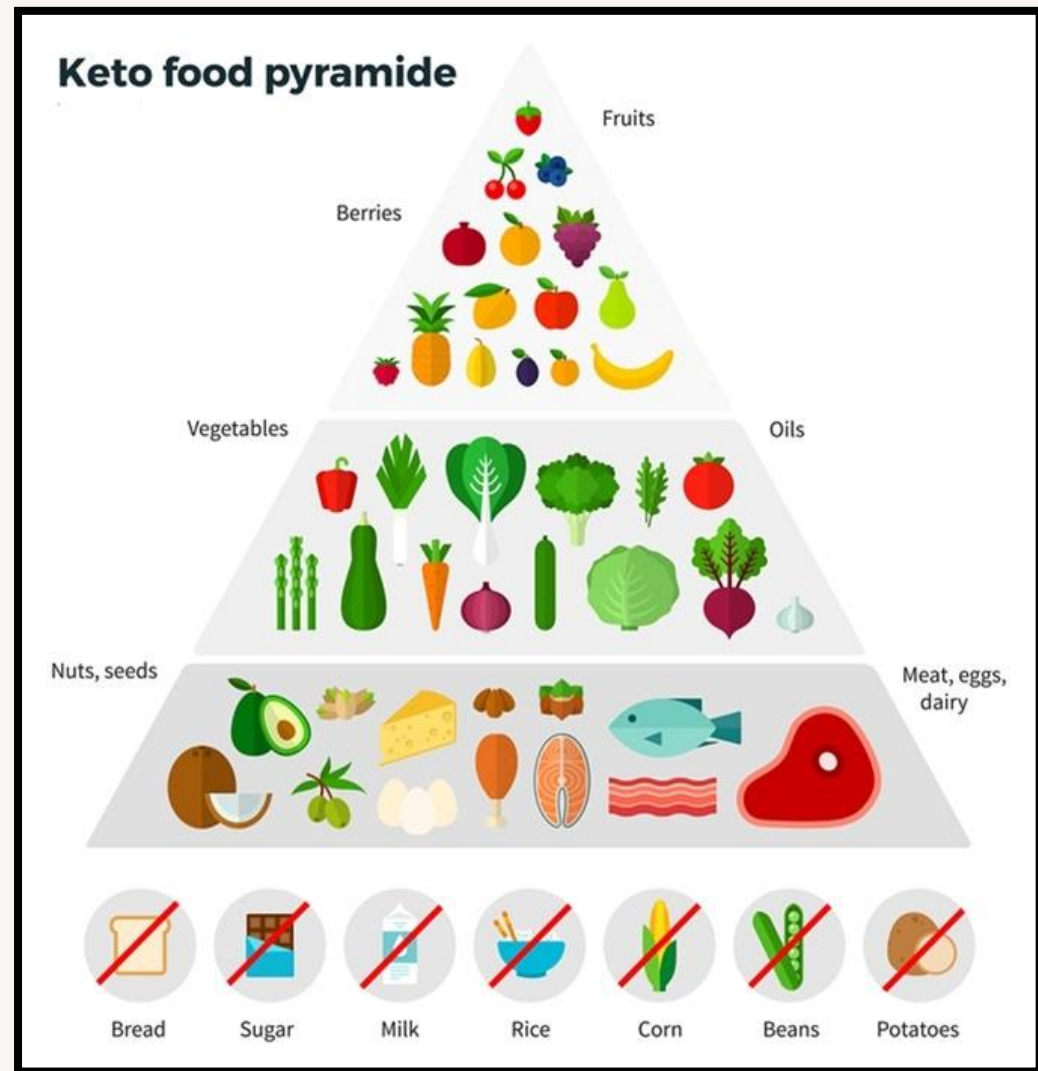 Keto food pyramide
Fruits
Berries
Vegetables
Oils
Nuts, seeds
Meat, eggs,
dairy
Bread
Sugar
Milk
Rice
Corn
Beans
Potatoes